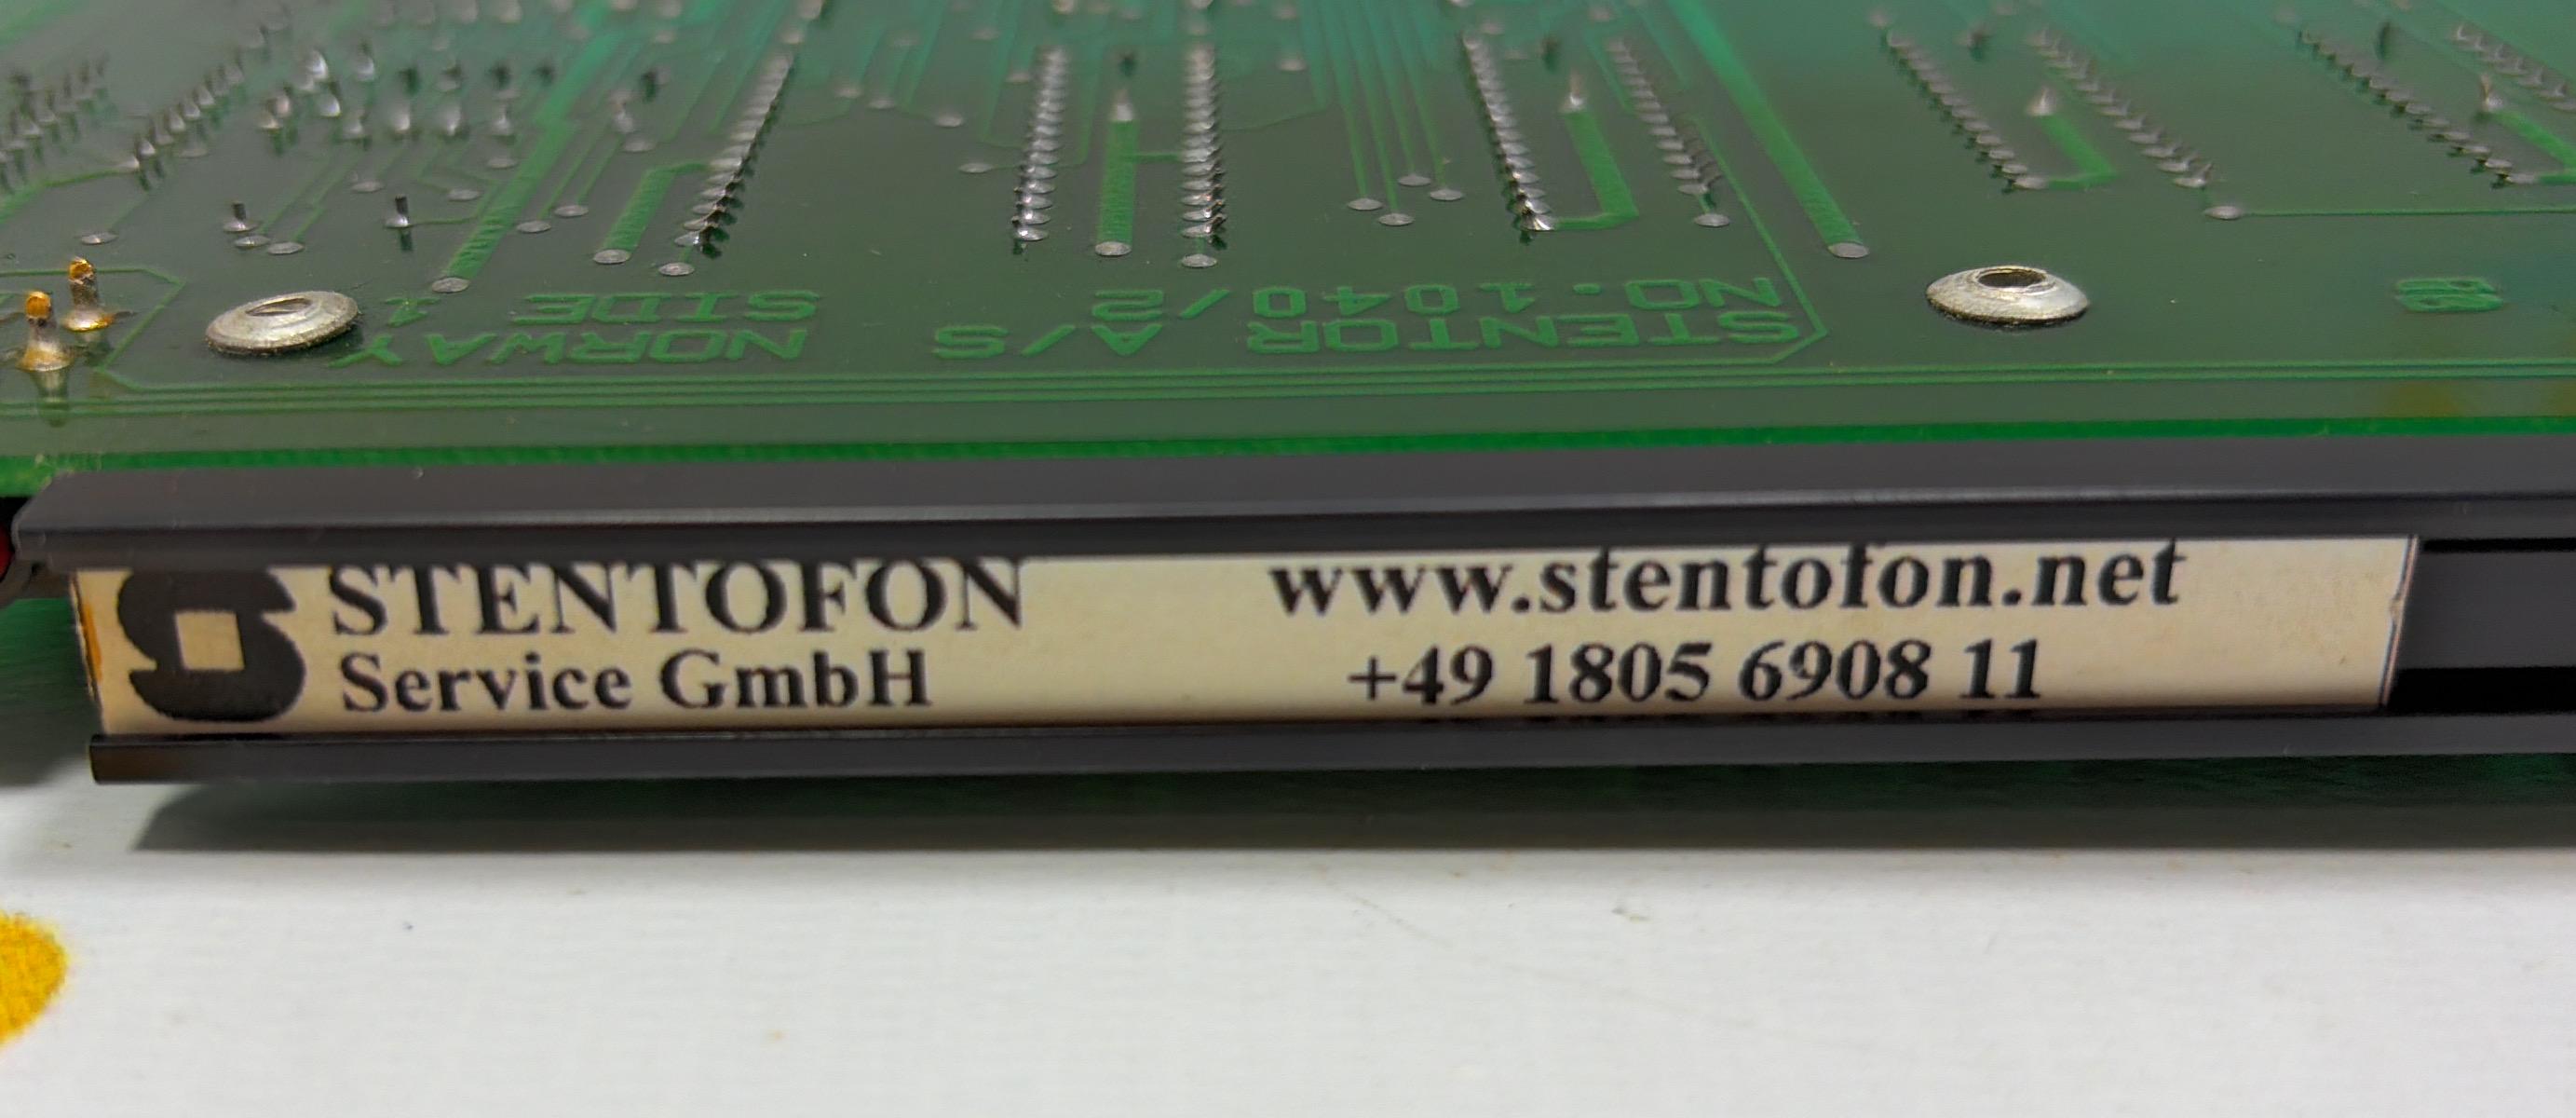 STENTOR A/S NORWAY
NO.1040/2 SIDE 1
STENTOFON
Service GmbH
www.stentofon.net
+49 1805 6908 11